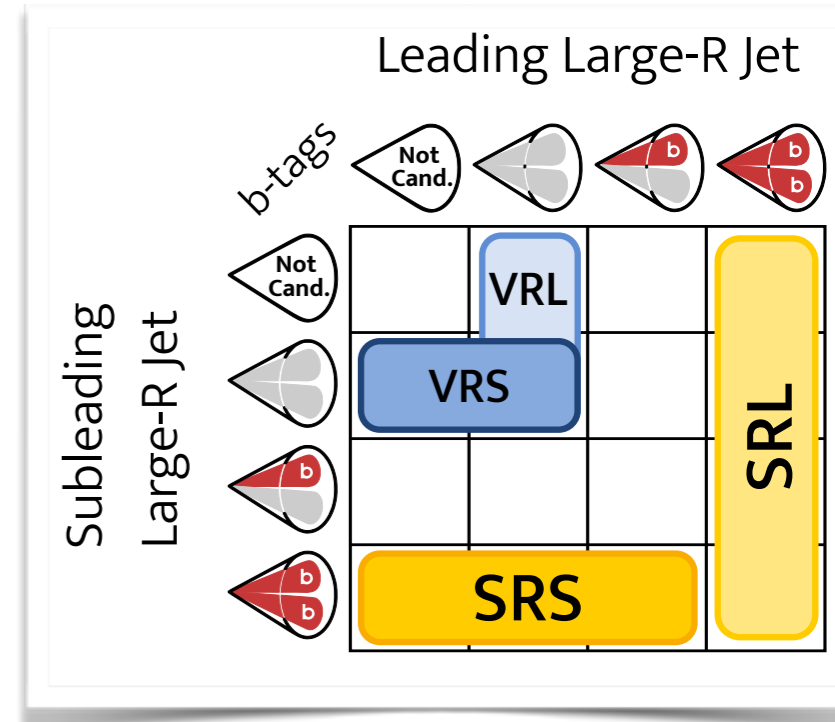 Leading Large-R Jet
b-tags
Not
Cand.
b
b
b
Subleading
Large-R Jet
Not
Cand.
b
b
b
VRL
VRS
SRL
SRS